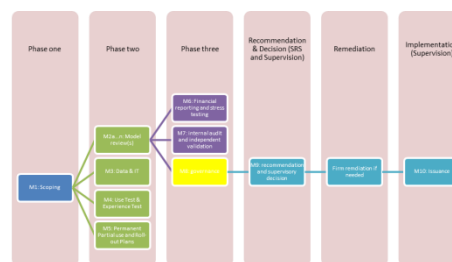 Phase one
Phase two
Phase three
Recommendation
& Decision (SRS
and Supervision)
Remediation
Implementation
(Supervision)
M1: Scoping
M2a...n. Model
review(s)
M3: Data & IT
M4: Use Test &
Experience Test
M5: Permanent
Partial use and Roll-
out Plans
M6: Financial
reporting and stress
testing
M7: Internal audit
and independent
validation
M9: recommendation
and supervisory
decision
Firm remediation if
needed
M10: Issuance